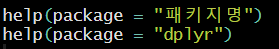 help(package = "패키지명")
help(package = "dplyr")